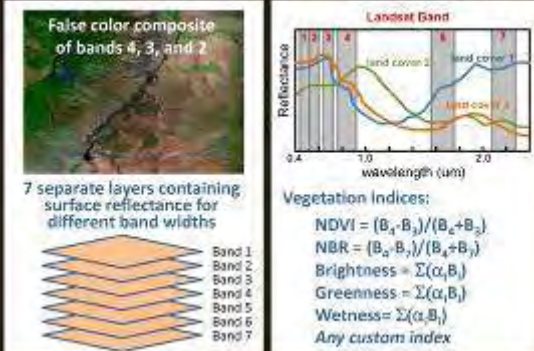 False color composite
of bands 4, 3, and 2
7 separate layers containing
surface reflectance for
different band widths
Band 1
Band 2
Band 3
Band 4
Band 5
Band 6
Band 7
Landsat Band
1 2 3 4 7
Reflectance
land cover 2
land cover 1
land cover 3
0.4 1.0 2.0
wavelength (um)
Vegetation Indices:
NDVI = (B₄-B₃)/(B₄+B₃)
NBR = (B₄-B₇)/(B₄+B₇)
Brightness = Σ(αᵢBᵢ)
Greenness = Σ(αᵢBᵢ)
Wetness= Σ(αᵢBᵢ)
Any custom index